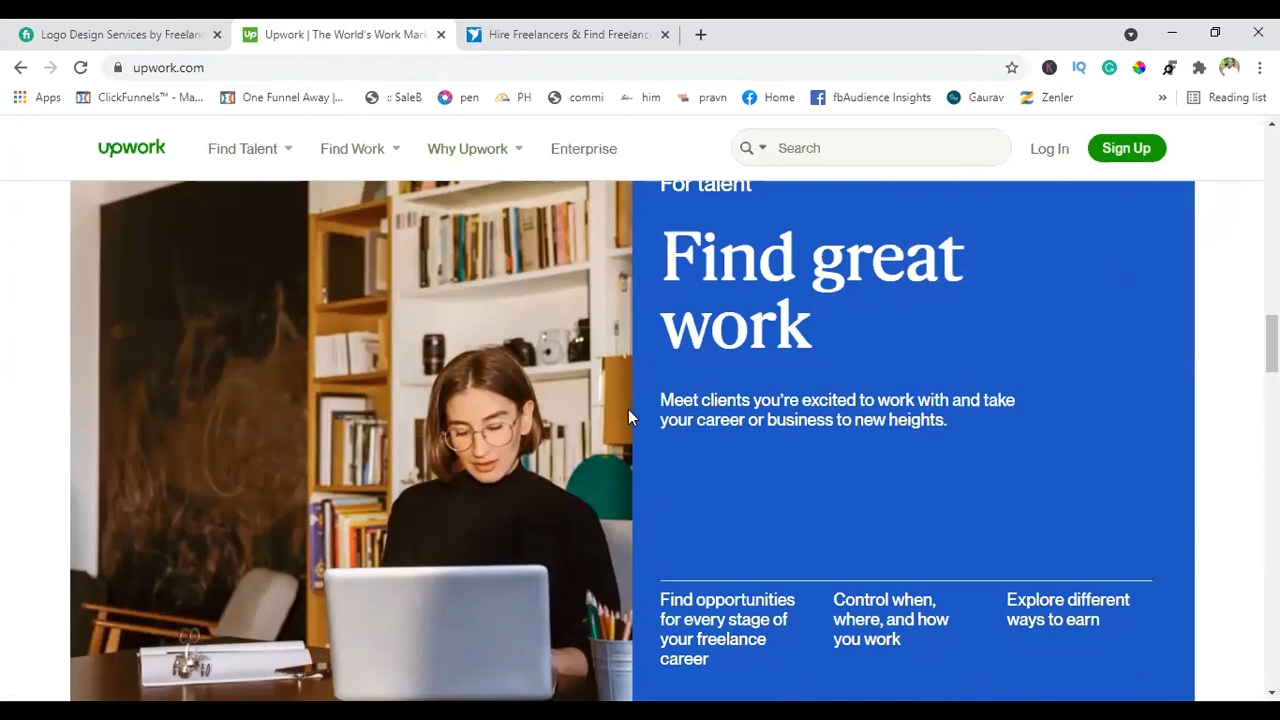 Logo Design Services by Freelan
Upwork | The World's Work Mar
Hire Freelancers & Find Freelanc
upwork.com
Apps
ClickFunnels™ - Ma...
One Funnel Away I...
:: SaleB
pen
PH
commi
him
pravn
Home
fbAudience Insights
Gaurav
Zenler
»
Reading list
upwork
Find Talent
Find Work
Why Upwork
Enterprise
Search
Log In
Sign Up
For talent
Find great
work
Meet clients you're excited to work with and take
your career or business to new heights.
Find opportunities
for every stage of
your freelance
career
Control when,
where, and how
you work
Explore different
ways to earn